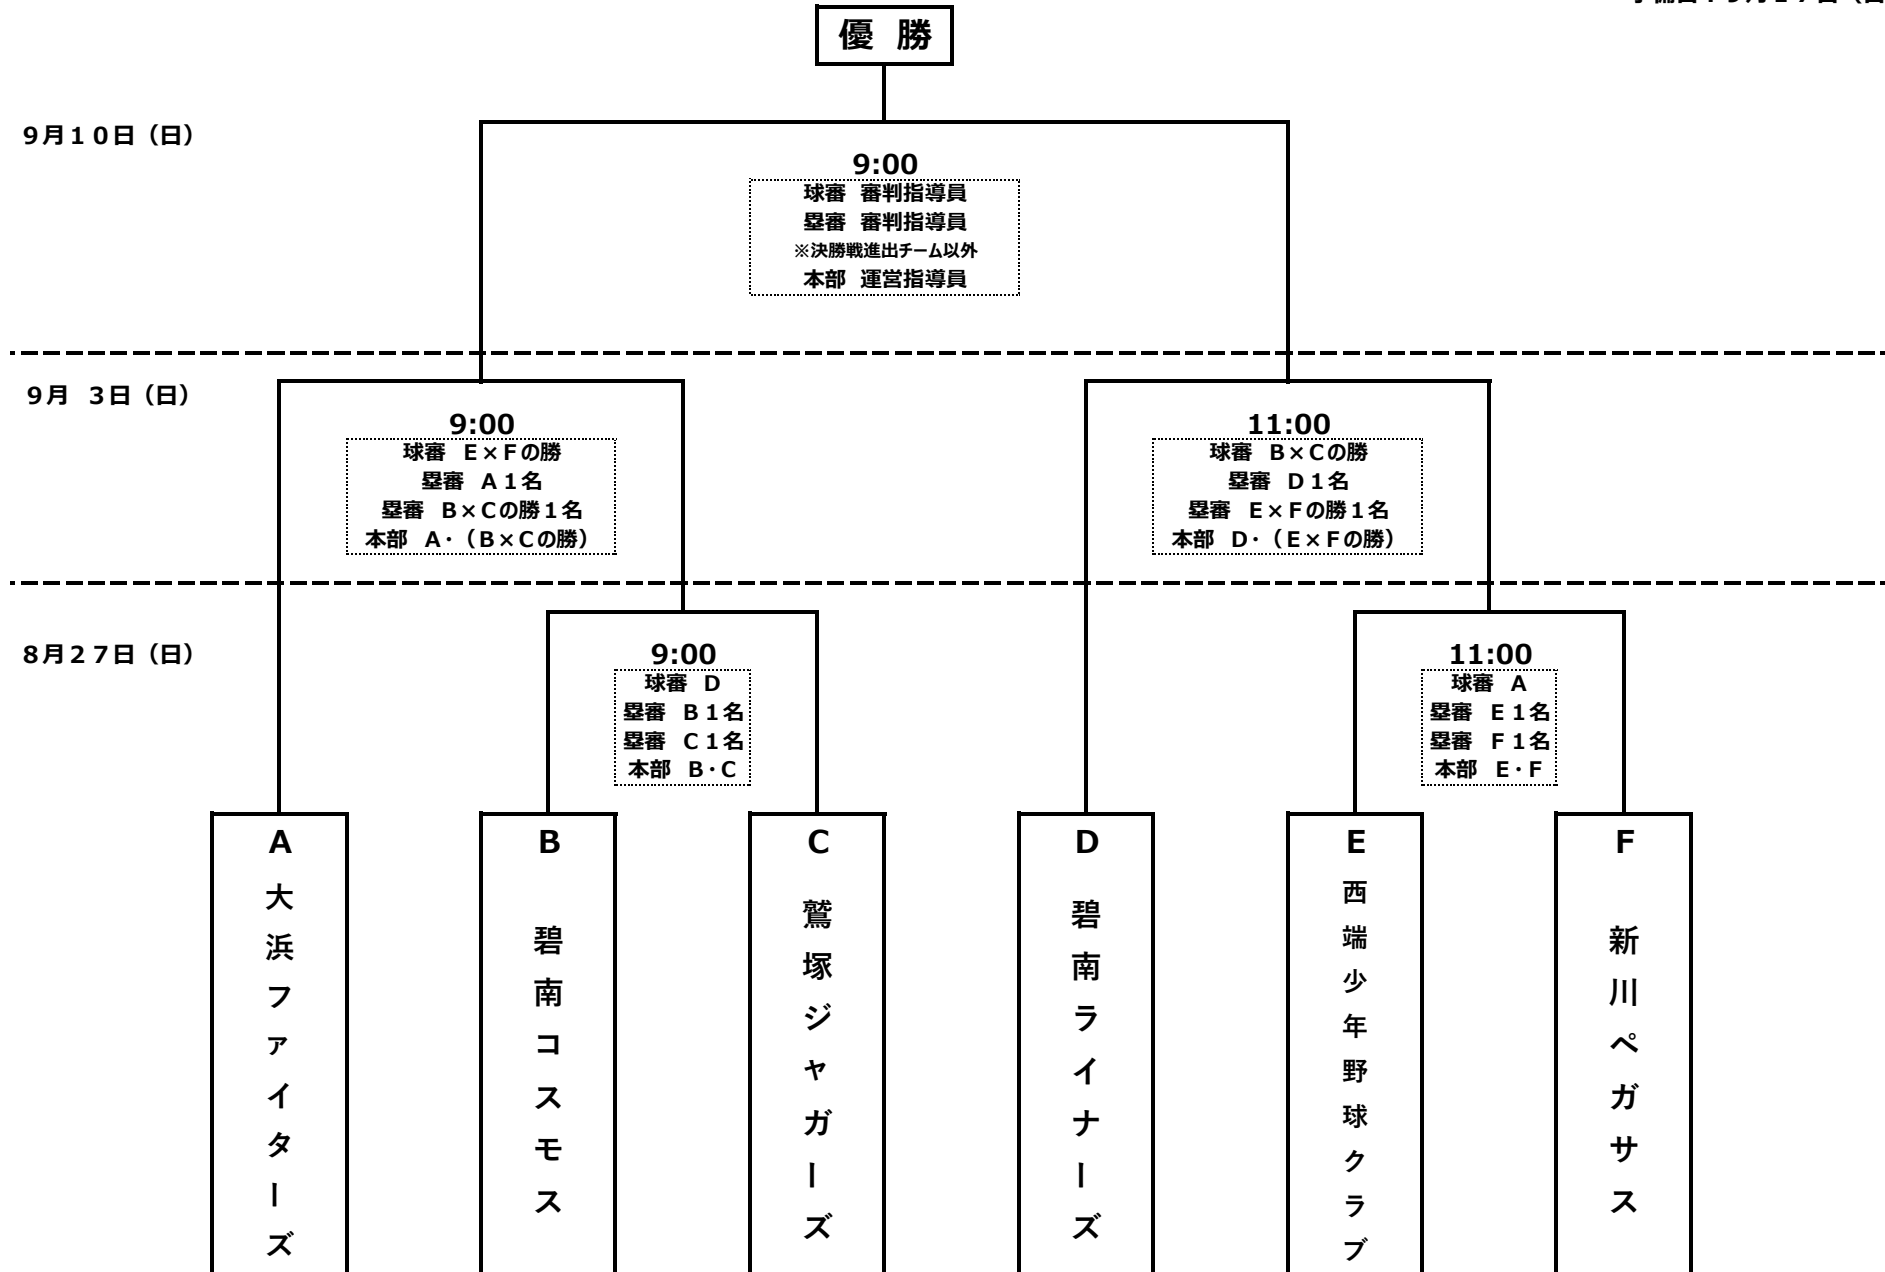 優 勝
９月１０日（日）
9:00
球審 審判指導員
塁審 審判指導員
※決勝戦進出チーム以外
本部 運営指導員
９月 ３日（日）
9:00
球審 Ｅ×Ｆの勝
塁審 Ａ１名
塁審 Ｂ×Ｃの勝１名
本部 Ａ・（Ｂ×Ｃの勝）
11:00
球審 Ｂ×Ｃの勝
塁審 Ｄ１名
塁審 Ｅ×Ｆの勝１名
本部 Ｄ・（Ｅ×Ｆの勝）
８月２７日（日）
9:00
球審 Ｄ
塁審 Ｂ１名
塁審 Ｃ１名
本部 Ｂ・Ｃ
11:00
球審 Ａ
塁審 Ｅ１名
塁審 Ｆ１名
本部 Ｅ・Ｆ
Ａ
大浜ファイターズ
Ｂ
碧南コスモス
Ｃ
鷲塚ジャガーズ
Ｄ
碧南ライナーズ
Ｅ
西端少年野球クラブ
Ｆ
新川ペガサス